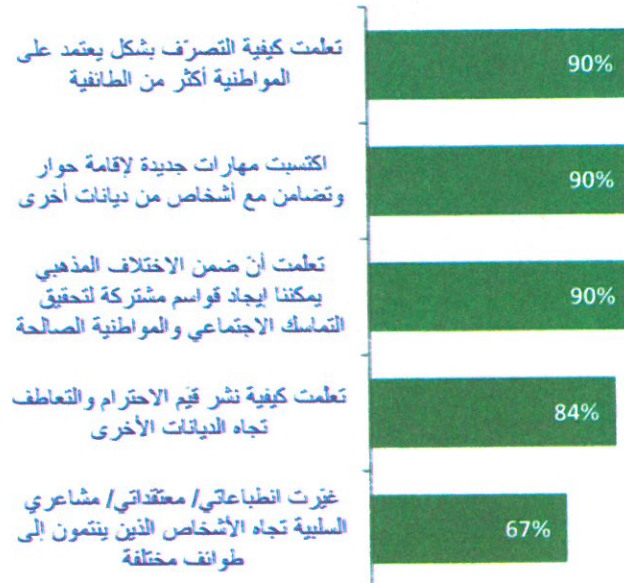 تعلمت كيفية التصرّف بشكل يعتمد على
المواطنية أكثر من الطائفية
90%
اكتسبت مهارات جديدة لإقامة حوار
وتضامن مع أشخاص من ديانات أخرى
90%
تعلمت أنّ ضمن الاختلاف المذهبي
يمكننا ايجاد قواسم مشتركة لتحقيق
التماسك الاجتماعي والمواطنية الصالحة
90%
تعلمت كيفية نشر قيَم الاحترام والتعاطف
تجاه الديانات الأخرى
84%
غيّرت انطباعاتي/ معتقداتي/ مشاعري
السلبية تجاه الأشخاص الذين ينتمون إلى
طوائف مختلفة
67%